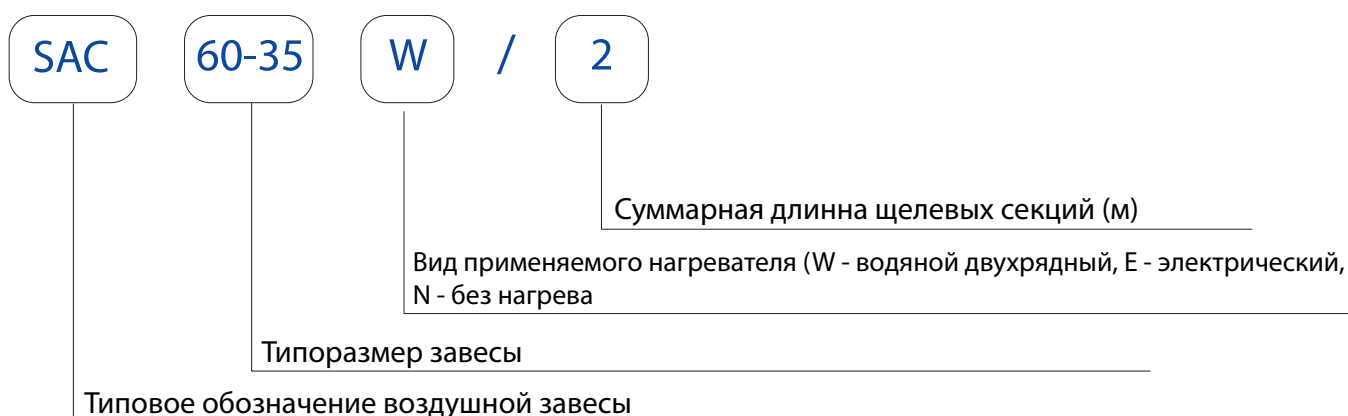 SAC 60-35 W / 2
Суммарная длинна щелевых секций (м)
Вид применяемого нагревателя (W - водяной двухрядный, E - электрический,
N - без нагрева
Типоразмер завесы
Типовое обозначение воздушной завесы